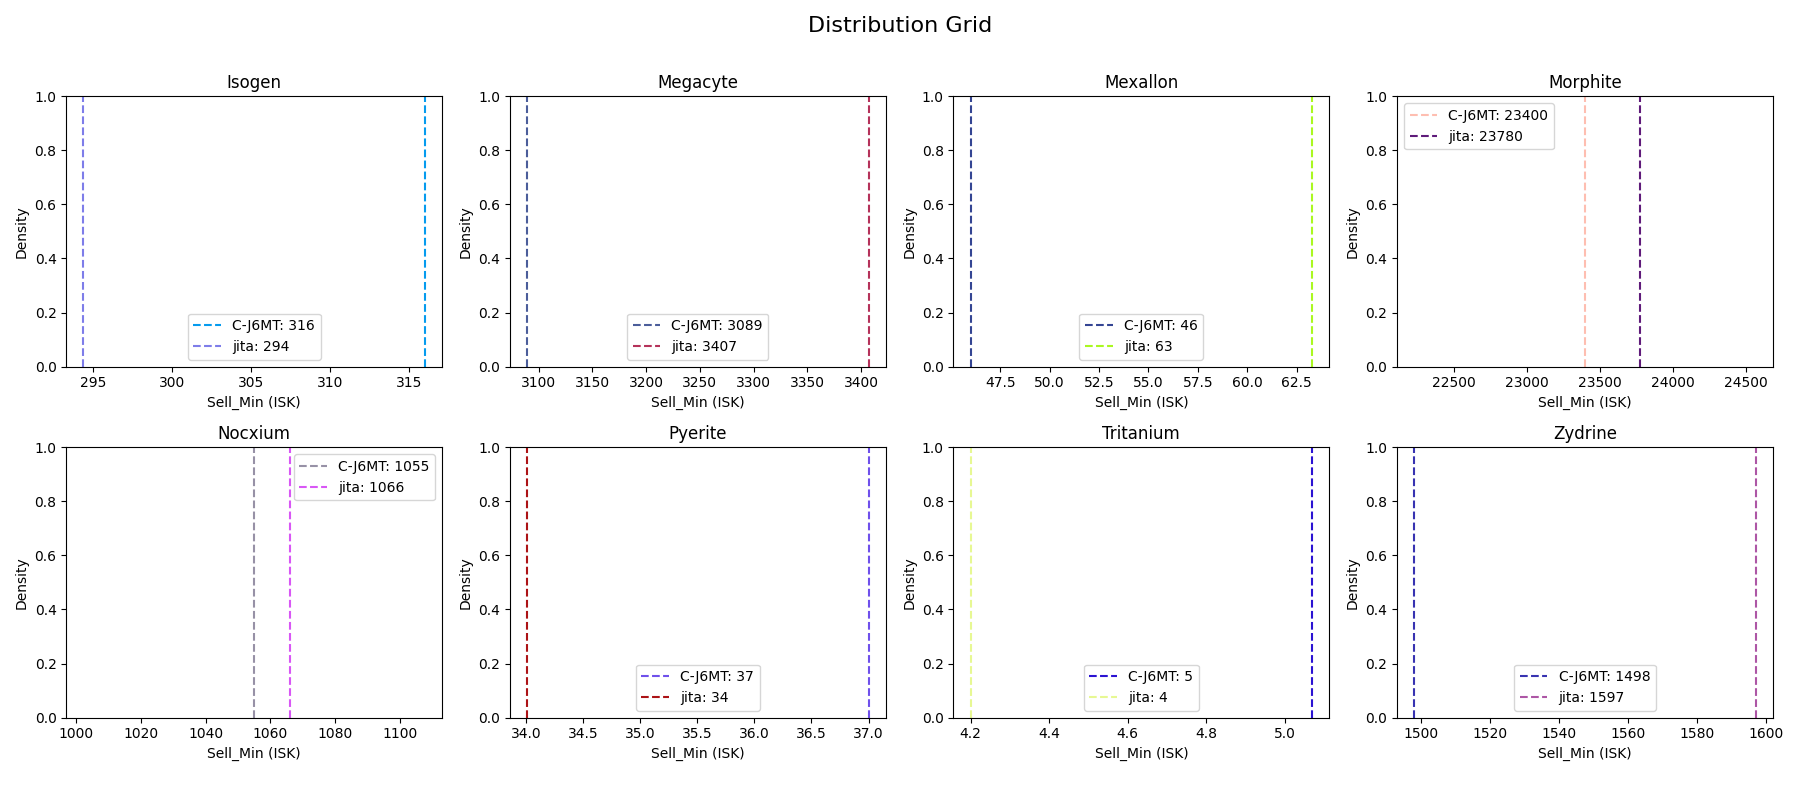 Distribution Grid
Isogen
1.0
0.8
0.6
0.4
0.2
0.0
Density
C-J6MT: 316
jita: 294
295 300 305 310 315
Sell_Min (ISK)
Megacyte
1.0
0.8
0.6
0.4
0.2
0.0
Density
C-J6MT: 3089
jita: 3407
3100 3150 3200 3250 3300 3350 3400
Sell_Min (ISK)
Mexallon
1.0
0.8
0.6
0.4
0.2
0.0
Density
C-J6MT: 46
jita: 63
47.5 50.0 52.5 55.0 57.5 60.0 62.5
Sell_Min (ISK)
Morphite
1.0
0.8
0.6
0.4
0.2
0.0
Density
C-J6MT: 23400
jita: 23780
22500 23000 23500 24000 24500
Sell_Min (ISK)
Nocxium
1.0
0.8
0.6
0.4
0.2
0.0
Density
C-J6MT: 1055
jita: 1066
1000 1020 1040 1060 1080 1100
Sell_Min (ISK)
Pyerite
1.0
0.8
0.6
0.4
0.2
0.0
Density
C-J6MT: 37
jita: 34
34.0 34.5 35.0 35.5 36.0 36.5 37.0
Sell_Min (ISK)
Tritanium
1.0
0.8
0.6
0.4
0.2
0.0
Density
C-J6MT: 5
jita: 4
4.2 4.4 4.6 4.8 5.0
Sell_Min (ISK)
Zydrine
1.0
0.8
0.6
0.4
0.2
0.0
Density
C-J6MT: 1498
jita: 1597
1500 1520 1540 1560 1580 1600
Sell_Min (ISK)